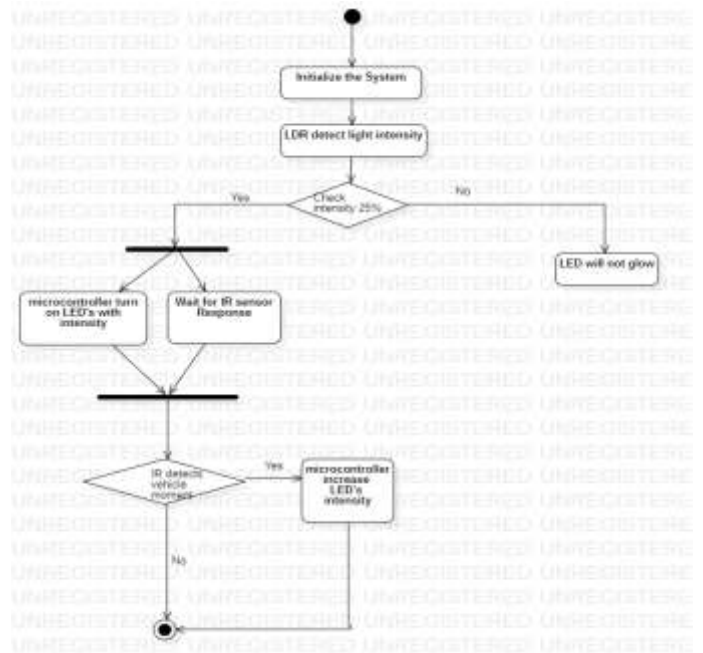 Initialize the System
LDR detect light intensity
Check
intensity 25%
Yes
No
LED will not glow
microcontroller turn
on LED's with
intensity
Wait for IR sensor
Response
IR detects
vehicle
moment
Yes
microcontroller
increase
LED's
intensity
No
UNREGISTERED